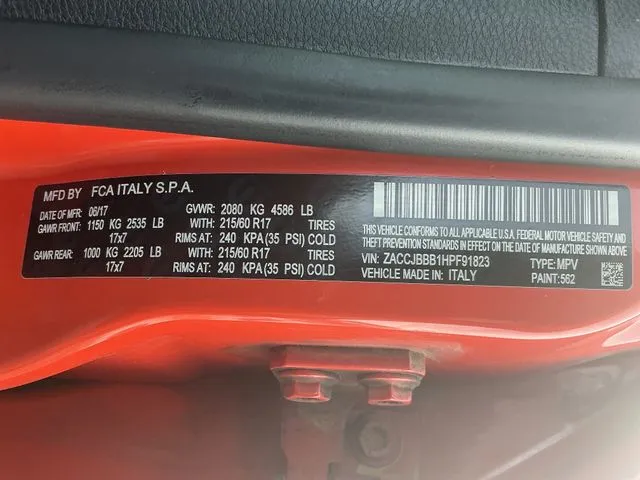 MFD BY FCA ITALY S.P.A.
DATE OF MFR: 06/17 GVWR: 2080 KG 4586 LB
GAWR FRONT: 1150 KG 2535 LB WITH: 215/60 R17 TIRES
17x7 RIMS AT: 240 KPA (35 PSI) COLD
GAWR REAR: 1000 KG 2205 LB WITH: 215/60 R17 TIRES
17x7 RIMS AT: 240 KPA (35 PSI) COLD
THIS VEHICLE CONFORMS TO ALL APPLICABLE U.S.A. FEDERAL MOTOR VEHICLE SAFETY
AND THEFT PREVENTION STANDARDS IN EFFECT ON THE DATE OF MANUFACTURE SHOWN ABOVE.
VIN: ZACCJBBB1HPF91823 TYPE: MPV
VEHICLE MADE IN: ITALY PAINT: 562